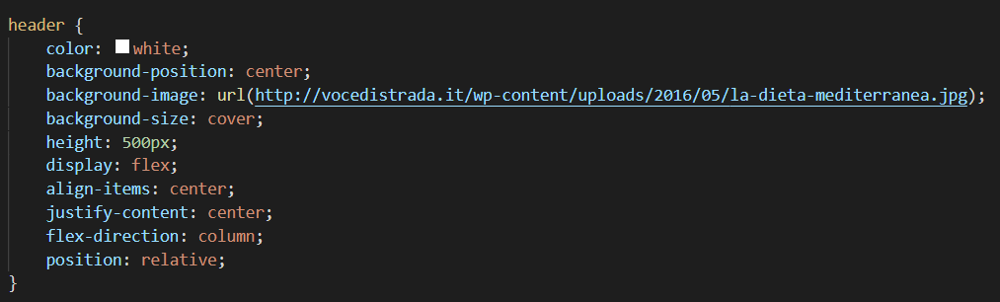 header {
    color: white;
    background-position: center;
    background-image: url(http://vocedistrada.it/wp-content/uploads/2016/05/la-dieta-mediterranea.jpg);
    background-size: cover;
    height: 500px;
    display: flex;
    align-items: center;
    justify-content: center;
    flex-direction: column;
    position: relative;
}